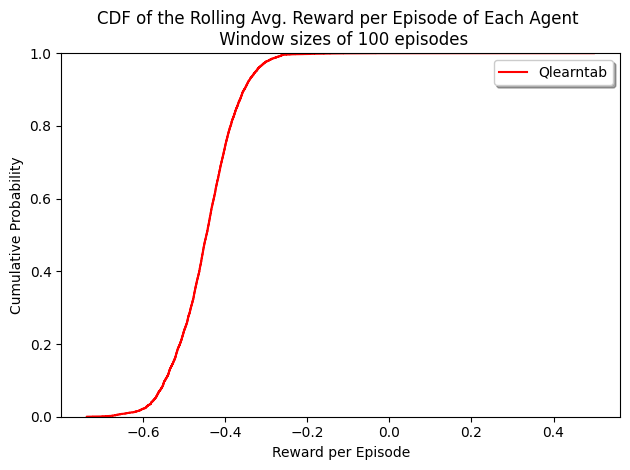 CDF of the Rolling Avg. Reward per Episode of Each Agent
Window sizes of 100 episodes
Qlearntab
1.0
0.8
0.6
0.4
0.2
0.0
Cumulative Probability
−0.6 −0.4 −0.2 0.0 0.2 0.4
Reward per Episode